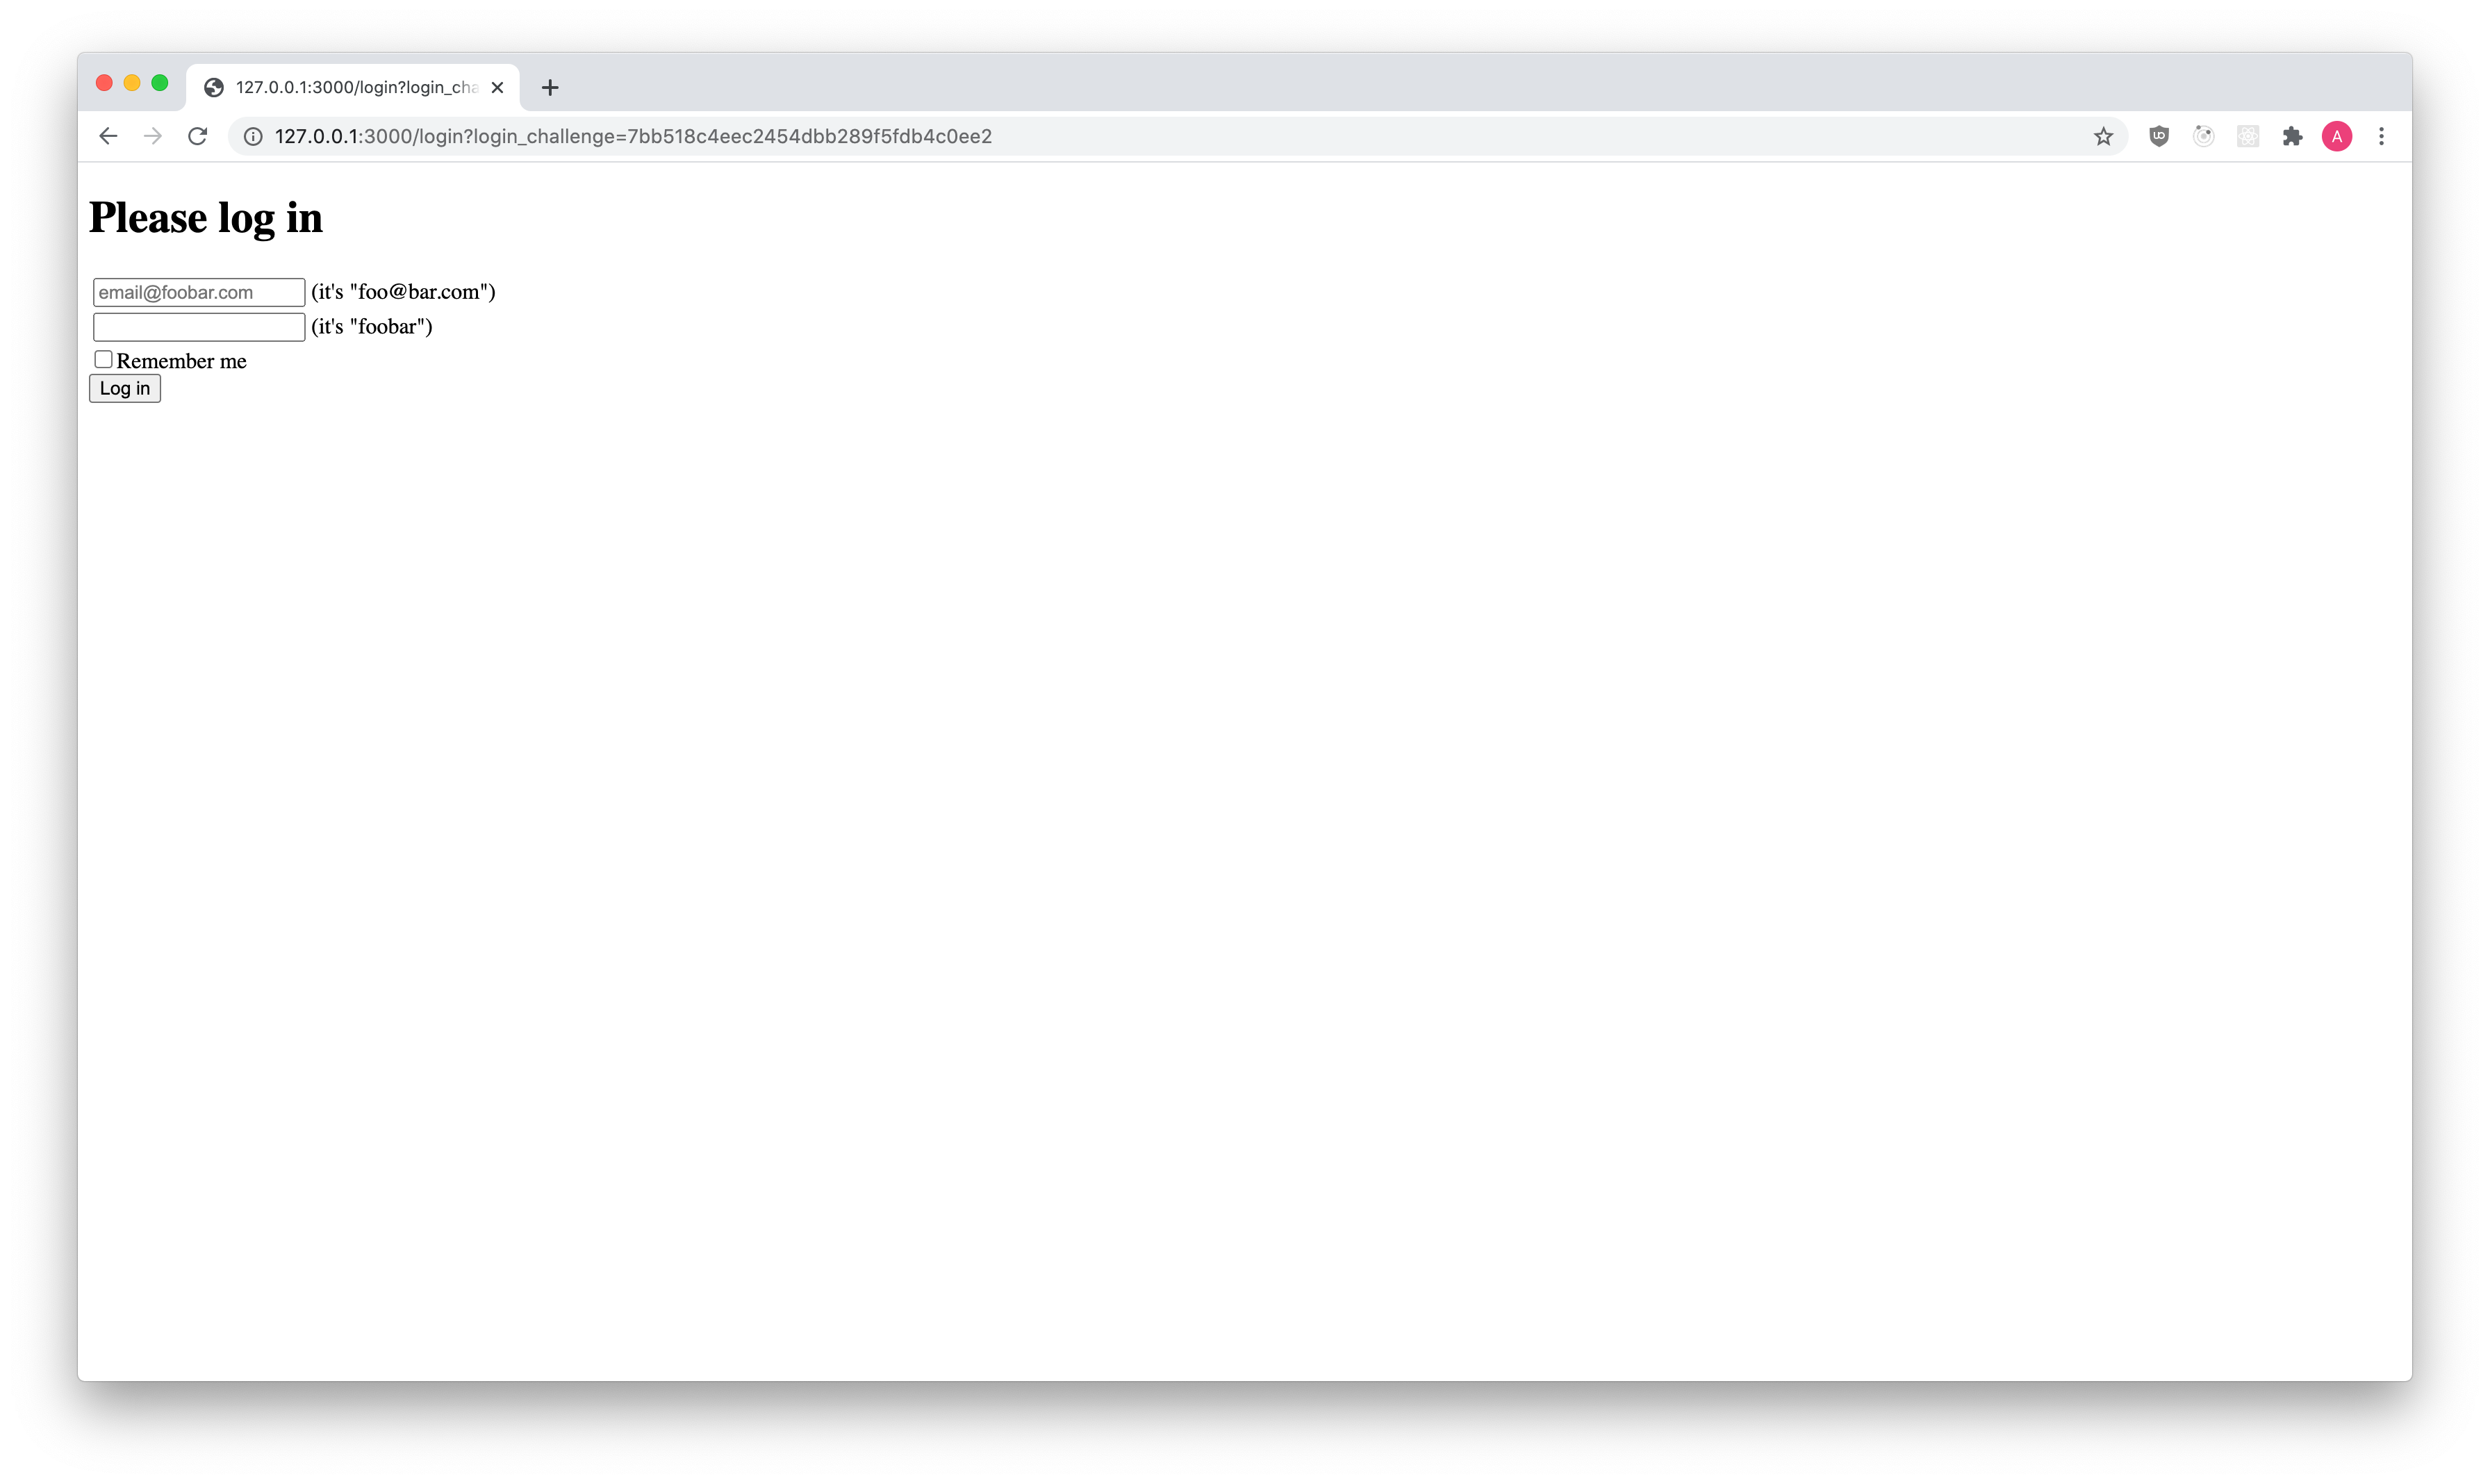 127.0.0.1:3000/login?login_cha
127.0.0.1:3000/login?login_challenge=7bb518c4eec2454dbb289f5fdb4c0ee2
A
Please log in
email@foobar.com (it's "foo@bar.com")
(it's "foobar")
Remember me
Log in